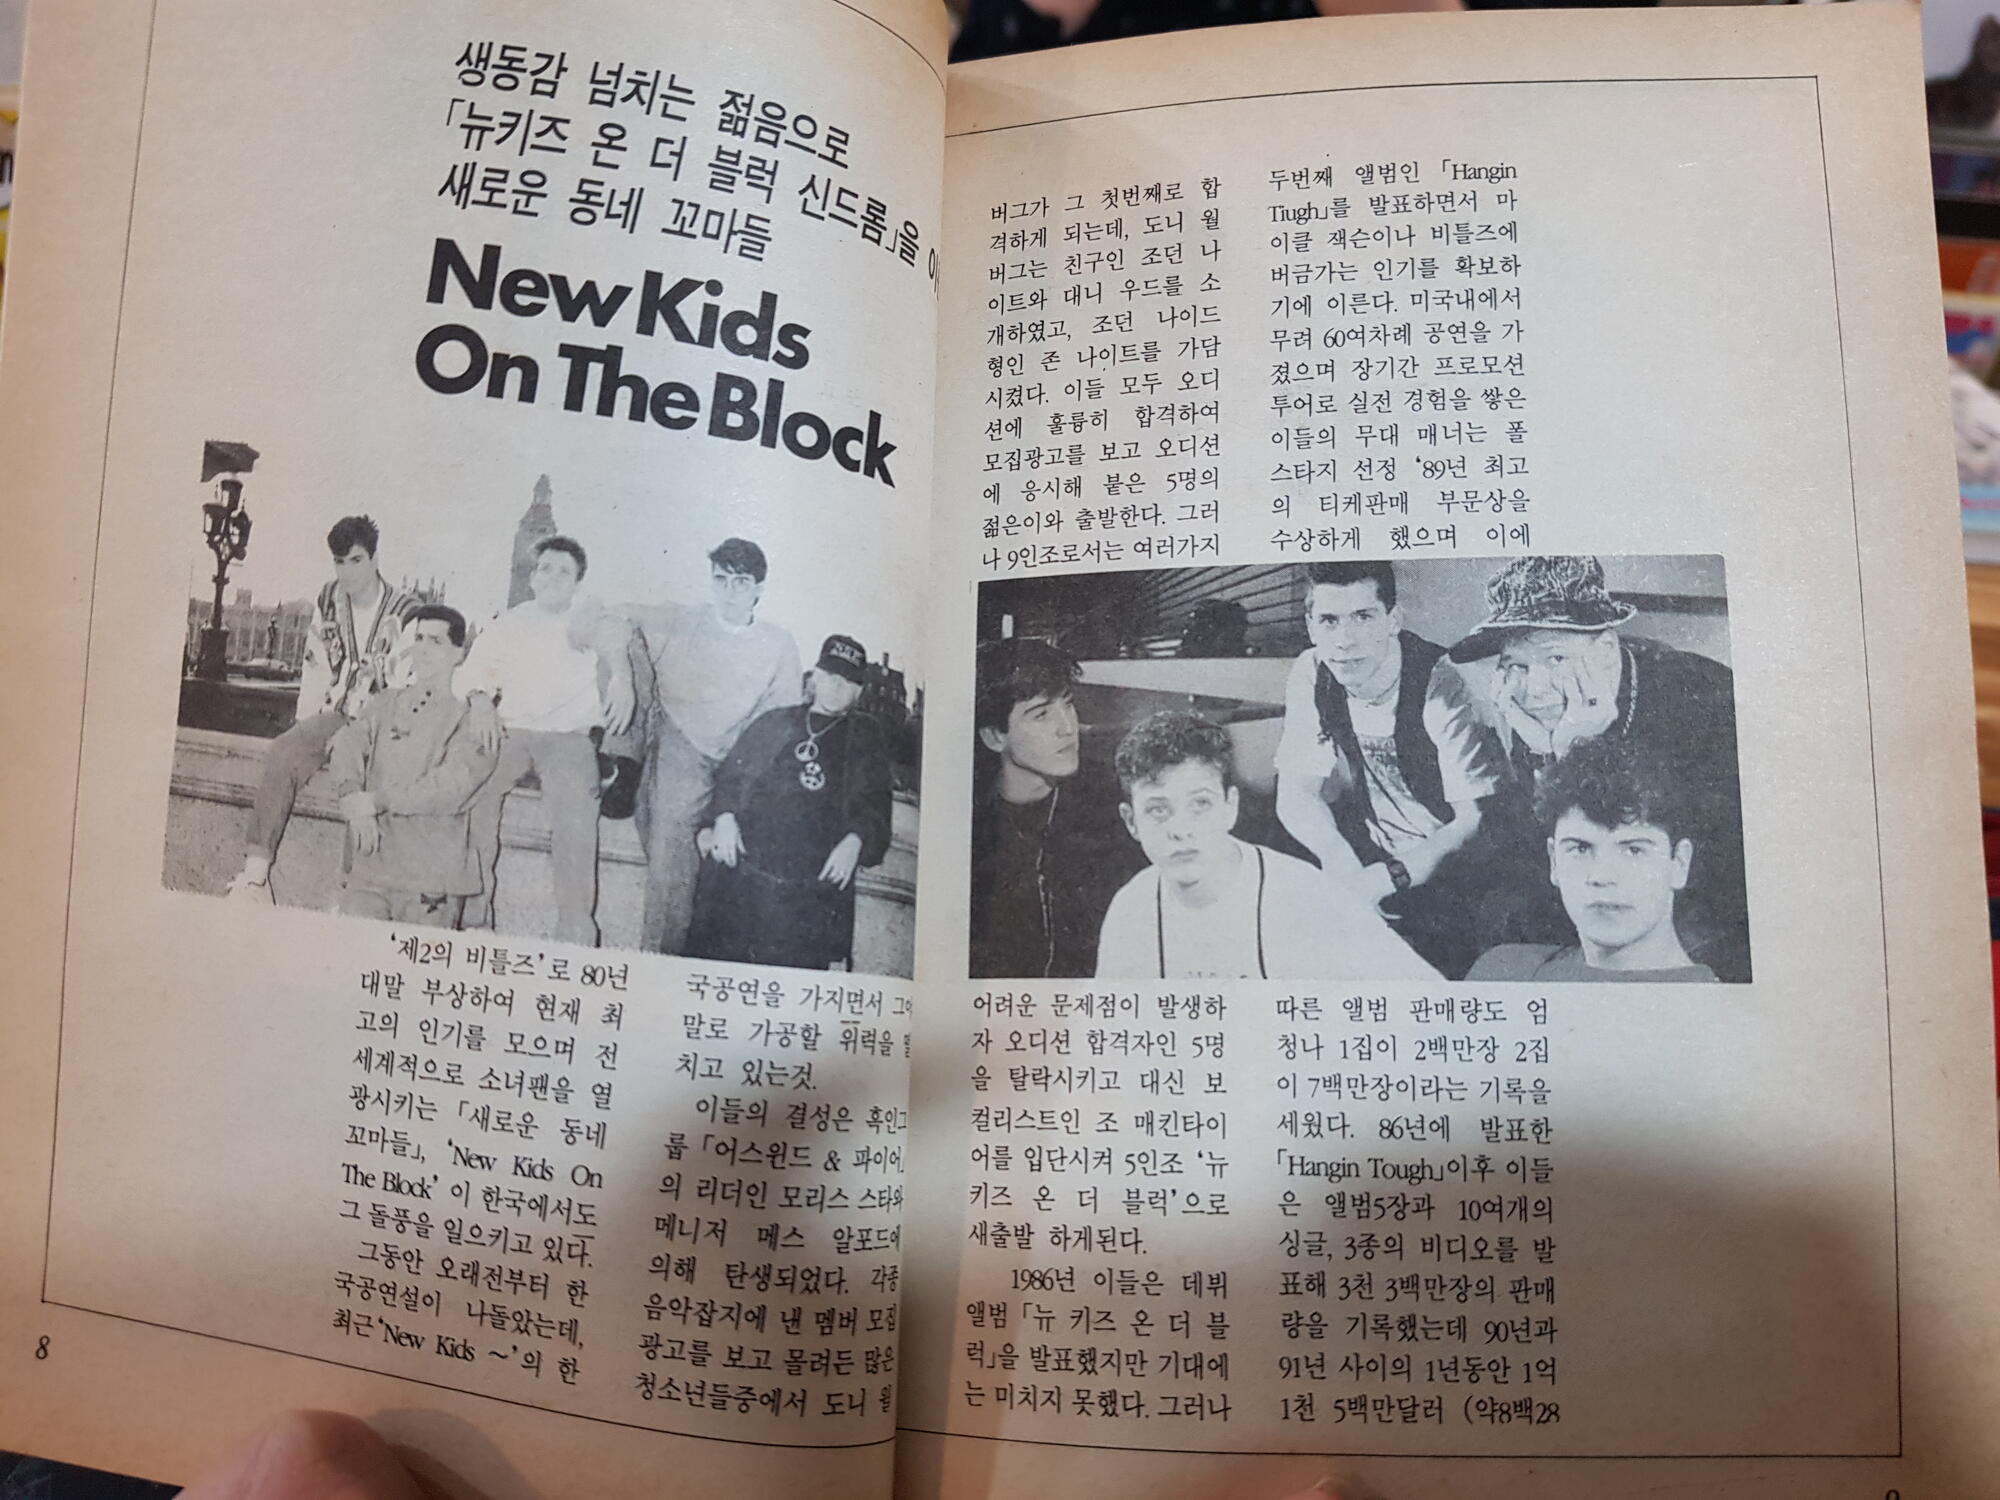 생동감 넘치는 젊음으로
「뉴키즈 온 더 블럭 신드롬」을
새로운 동네 꼬마들
New Kids
On The Block
‘제2의 비틀즈’로 80년
대말 부상하여 현재 최
고의 인기를 모으며 전
세계적으로 소녀팬을 열
광시키는 「새로운 동네
꼬마들」, ‘New Kids On
The Block’ 이 한국에서도
그 돌풍을 일으키고 있다.
그동안 오래전부터 한
국공연설이 나돌았는데,
최근 ‘New Kids ~’의 한
국공연을 가지면서 그야
말로 가공할 위력을
치고 있는것.
이들의 결성은 흑인그
룹 「어스윈드 & 파이어」
의 리더인 모리스 스타와
메니저 메스 알포드에
의해 탄생되었다. 각종
음악잡지에 낸 멤버 모집
광고를 보고 몰려든 많은
청소년들중에서 도니 월
8
버그가 그 첫번째로 합
격하게 되는데, 도니 월
버그는 친구인 조던 나
이트와 대니 우드를 소
개하였고, 조던 나이드
형인 존 나이트를 가담
시켰다. 이들 모두 오디
션에 훌륭히 합격하여
모집광고를 보고 오디션
에 응시해 붙은 5명의
젊은이와 출발한다. 그러
나 9인조로서는 여러가지
어려운 문제점이 발생하
자 오디션 합격자인 5명
을 탈락시키고 대신 보
컬리스트인 조 매킨타이
어를 입단시켜 5인조 ‘뉴
키즈 온 더 블럭’으로
새출발 하게된다.
1986년 이들은 데뷔
앨범 「뉴 키즈 온 더 블
럭」을 발표했지만 기대에
는 미치지 못했다. 그러나
두번째 앨범인 「Hangin
Tiugh」를 발표하면서 마
이클 잭슨이나 비틀즈에
버금가는 인기를 확보하
기에 이른다. 미국내에서
무려 60여차례 공연을 가
졌으며 장기간 프로모션
투어로 실전 경험을 쌓은
이들의 무대 매너는 폴
스타지 선정 ‘89년 최고
의 티케판매 부문상을
수상하게 했으며 이에
따른 앨범 판매량도 엄
청나 1집이 2백만장 2집
이 7백만장이라는 기록을
세웠다. 86년에 발표한
「Hangin Tough」이후 이들
은 앨범5장과 10여개의
싱글, 3종의 비디오를 발
표해 3천 3백만장의 판매
량을 기록했는데 90년과
91년 사이의 1년동안 1억
1천 5백만달러 (약8백28